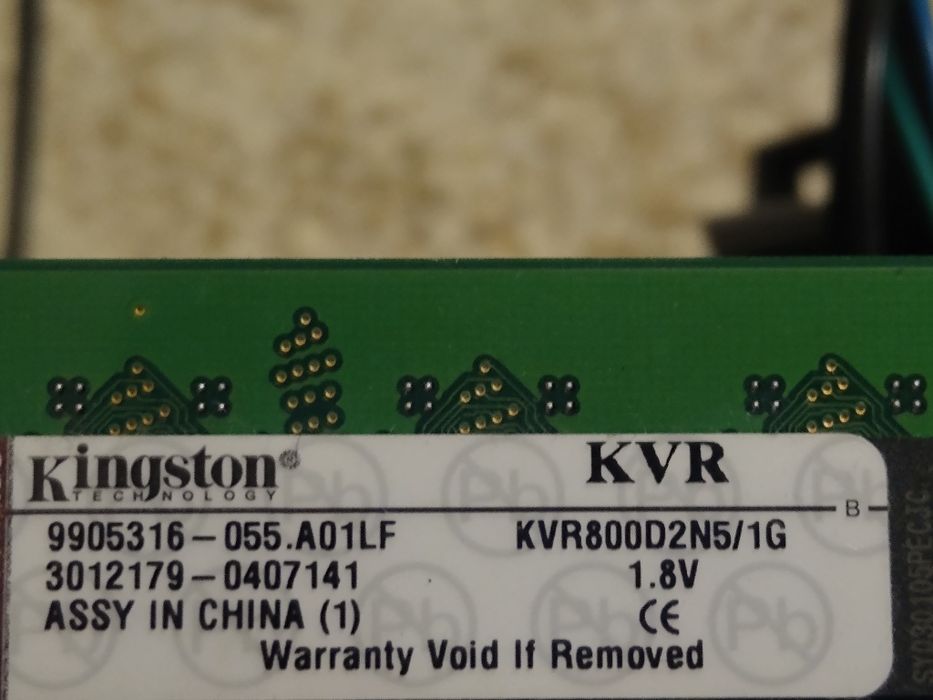 Kingston®
TECHNOLOGY
KVR
B
9905316-055.A01LF
KVR800D2N5/1G
3012179-0407141
1.8V
ASSY IN CHINA (1)
CE
Warranty Void If Removed
Pb